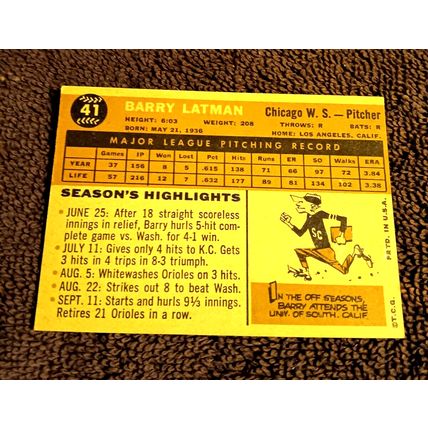 41
BARRY LATMAN
Chicago W. S. — Pitcher
HEIGHT: 6:03 WEIGHT: 208 THROWS: R BATS: R
BORN: MAY 21, 1936 HOME: LOS ANGELES, CALIF.
MAJOR LEAGUE PITCHING RECORD
Games IP Won Lost Pct Hits Runs ER SO Walks ERA
YEAR 37 156 8 5 .615 138 71 66 97 72 3.84
LIFE 57 216 12 7 .632 177 89 81 134 102 3.38
SEASON'S HIGHLIGHTS
• JUNE 25: After 18 straight scoreless
innings in relief, Barry hurls 5-hit
complete game vs. Wash. for 4-1 win.
• JULY 11: Gives only 4 hits to K.C. Gets
3 hits in 4 trips in 8-3 triumph.
• AUG. 5: Whitewashes Orioles on 3 hits.
• AUG. 22: Strikes out 8 to beat Wash.
• SEPT. 11: Starts and hurls 9⅓ innings.
Retires 21 Orioles in a row.
SC
IN THE OFF SEASONS,
BARRY ATTENDS THE
UNIV. OF SOUTH. CALIF.
©T.C.G. PRTD. IN U.S.A.